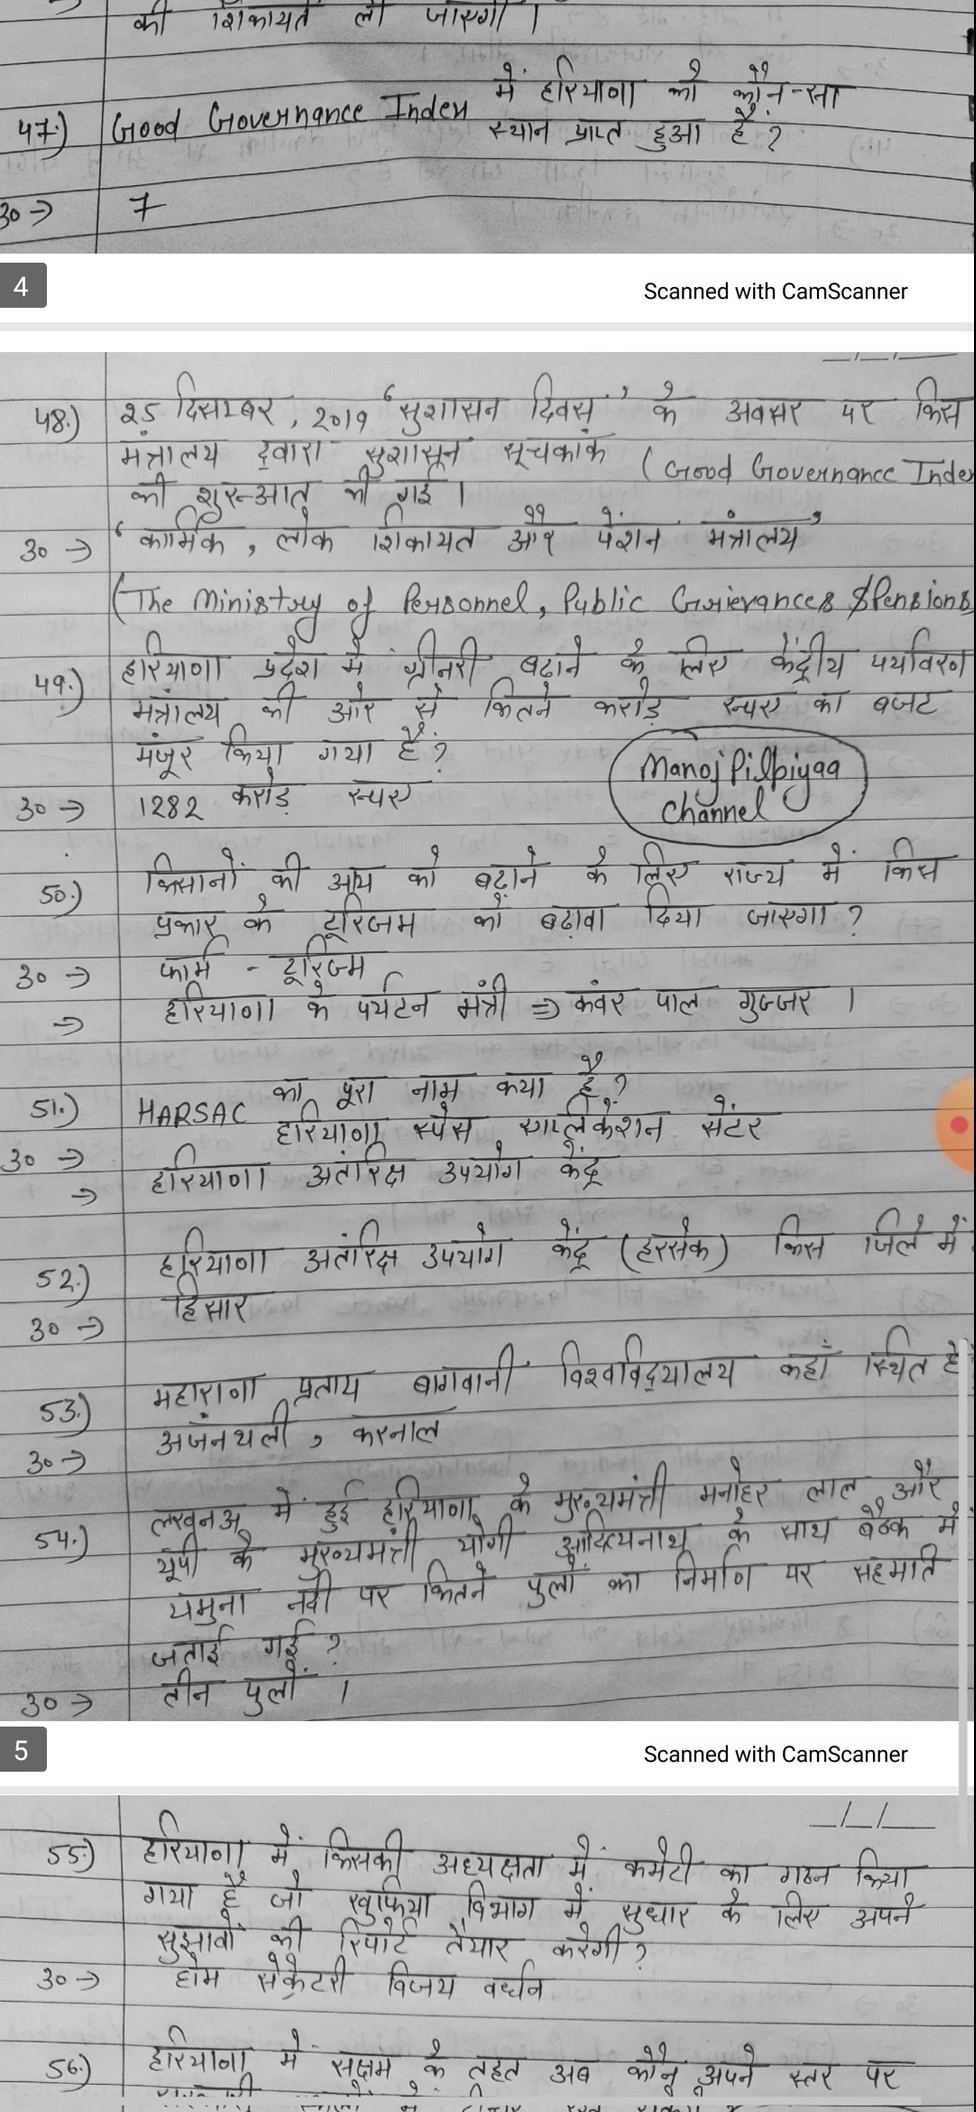 की शिकायतें ली जाएगी ।
47.) Good Governance Index में हरियाणा को कौन-सा
स्थान प्राप्त हुआ है ?
उ० → 7
4
Scanned with CamScanner
48.) 25 दिसम्बर, 2019 'सुशासन दिवस' के अवसर पर किस
मंत्रालय द्वारा सुशासन सूचकांक (Good Governance Index
की शुरूआत की गई ।
उ० → 'कार्मिक, लोक शिकायत और पेंशन मंत्रालय'
(The Ministry of Personnel, Public Grievances & Pensions
49.) हरियाणा प्रदेश में ग्रीनरी बढ़ाने के लिए केंद्रीय पर्यावरण
मंत्रालय की ओर से कितने करोड़ रूपए का बजट
मंजूर किया गया है ?
उ० → 1282 करोड़ रूपए
Manoj Pilpiyaa
Channel
50.) किसानों की आय को बढ़ाने के लिए राज्य में किस
प्रकार के टूरिजम को बढ़ावा दिया जाएगा ?
उ० → फार्म - टूरिज्म
→ हरियाणा के पर्यटन मंत्री ⇒ कंवर पाल गुज्जर ।
51.) HARSAC का पूरा नाम क्या है ?
उ० → हरियाणा स्पेस एप्लिकेशन सेंटर
→ हरियाणा अंतरिक्ष उपयोग केंद्र
52.) हरियाणा अंतरिक्ष उपयोग केंद्र (हरसेक) किस जिले में
उ० → हिसार
53.) महाराणा प्रताप बागवानी विश्वविद्यालय कहाँ स्थित है
उ० → अंजनथली, करनाल
54.) लखनऊ में हुई हरियाणा के मुख्यमंत्री मनोहर लाल और
यूपी के मुख्यमंत्री योगी आदित्यनाथ के साथ बैठक में
यमुना नदी पर कितने पुलों का निर्माण पर सहमति
जताई गई ?
उ० → तीन पुलों ।
5
Scanned with CamScanner
55.) हरियाणा में किसकी अध्यक्षता में कमेटी का गठन किया
गया है जो खुफिया विभाग में सुधार के लिए अपने
सुझावों की रिपोर्ट तैयार करेगी ?
उ० → होम सेक्रेटरी विजय वर्धन
56.) हरियाणा में सक्षम के तहत अब कौन अपने स्तर पर